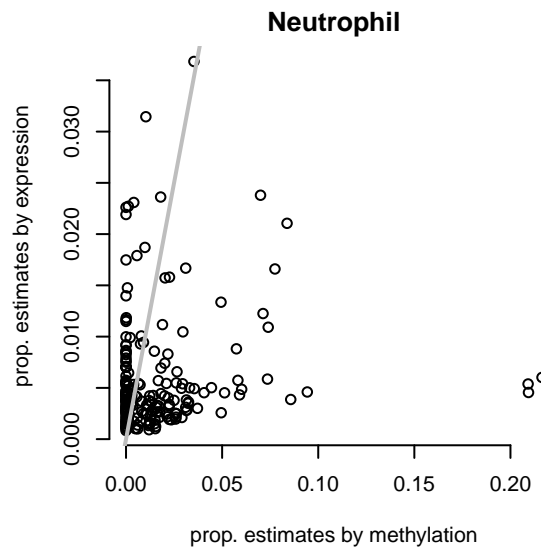 Neutrophil
prop. estimates by expression
0.030
0.020
0.010
0.000
0.00 0.05 0.10 0.15 0.20
prop. estimates by methylation